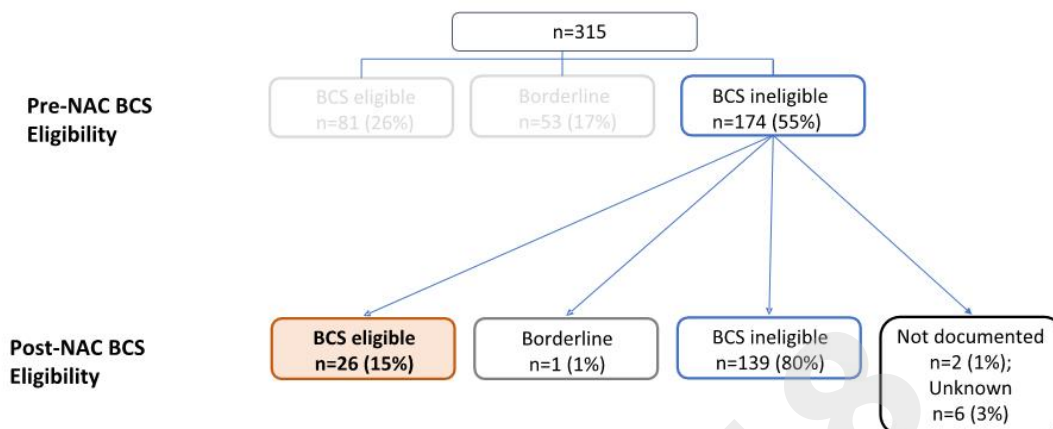 n=315
Pre-NAC BCS
Eligibility
BCS eligible
n=81 (26%)
Borderline
n=53 (17%)
BCS ineligible
n=174 (55%)
Post-NAC BCS
Eligibility
BCS eligible
n=26 (15%)
Borderline
n=1 (1%)
BCS ineligible
n=139 (80%)
Not documented
n=2 (1%);
Unknown
n=6 (3%)